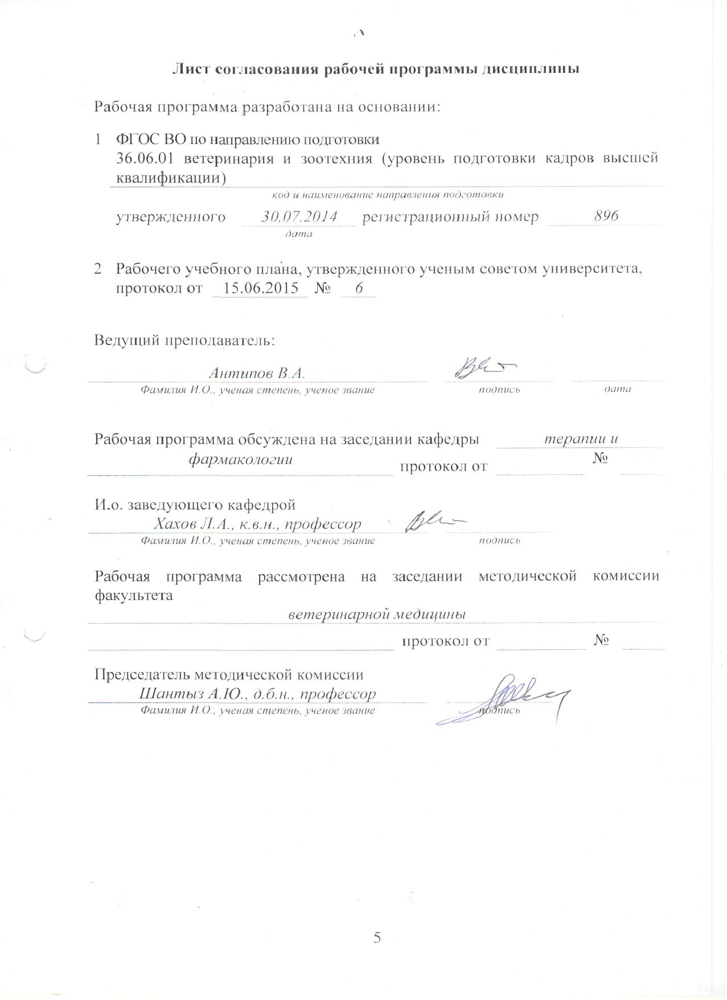 Лист согласования рабочей программы дисциплины
Рабочая программа разработана на основании:
1 ФГОС ВО по направлению подготовки
36.06.01 ветеринария и зоотехния (уровень подготовки кадров высшей
квалификации)
код и наименование направления подготовки
утвержденного 30.07.2014 регистрационный номер 896
дата
2 Рабочего учебного плана, утвержденного ученым советом университета,
протокол от 15.06.2015 № 6
Ведущий преподаватель:
Антипов В.А.
Фамилия И.О., ученая степень, ученое звание подпись дата
Рабочая программа обсуждена на заседании кафедры терапии и
фармакологии протокол от №
И.о. заведующего кафедрой
Хахов Л.А., к.в.н., профессор
Фамилия И.О., ученая степень, ученое звание подпись
Рабочая программа рассмотрена на заседании методической комиссии
факультета
ветеринарной медицины
протокол от №
Председатель методической комиссии
Шантыз А.Ю., д.б.н., профессор
Фамилия И.О., ученая степень, ученое звание подпись
5